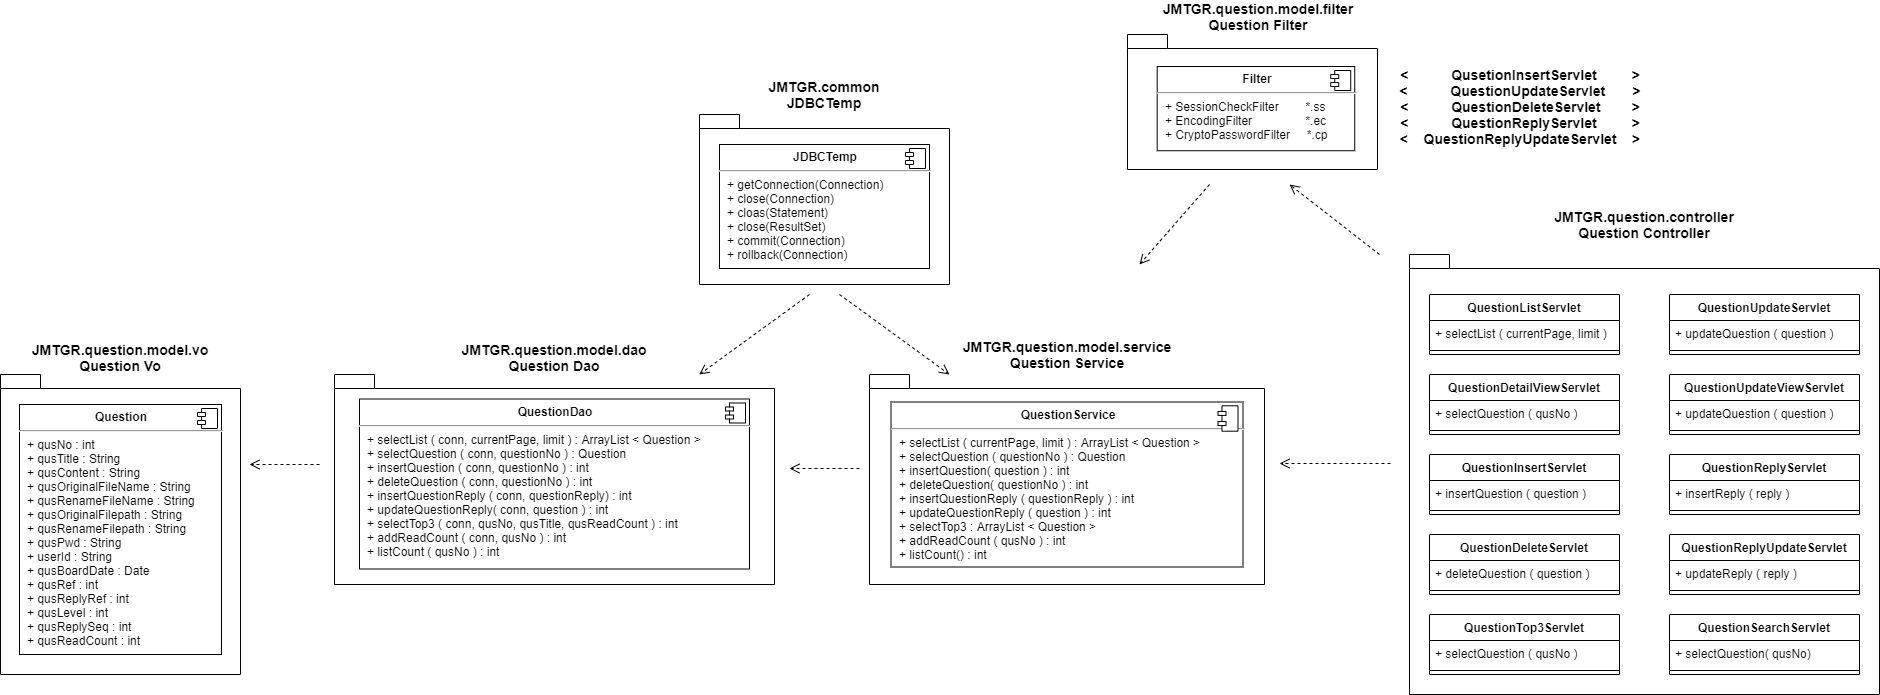 JMTGR.question.model.filter
Question Filter
Filter
+ SessionCheckFilter *.ss
+ EncodingFilter *.ec
+ CryptoPasswordFilter *.cp
< QusetionInsertServlet >
< QuestionUpdateServlet >
< QuestionDeleteServlet >
< QuestionReplyServlet >
< QuestionReplyUpdateServlet >
JMTGR.common
JDBCTemp
JDBCTemp
+ getConnection(Connection)
+ close(Connection)
+ cloas(Statement)
+ close(ResultSet)
+ commit(Connection)
+ rollback(Connection)
JMTGR.question.model.vo
Question Vo
Question
+ qusNo : int
+ qusTitle : String
+ qusContent : String
+ qusOriginalFileName : String
+ qusRenameFileName : String
+ qusOriginalFilepath : String
+ qusRenameFilepath : String
+ qusPwd : String
+ userId : String
+ qusBoardDate : Date
+ qusRef : int
+ qusReplyRef : int
+ qusLevel : int
+ qusReplySeq : int
+ qusReadCount : int
JMTGR.question.model.dao
Question Dao
QuestionDao
+ selectList ( conn, currentPage, limit ) : ArrayList < Question >
+ selectQuestion ( conn, questionNo ) : Question
+ insertQuestion ( conn, questionNo ) : int
+ deleteQuestion ( conn, questionNo ) : int
+ insertQuestionReply ( conn, questionReply) : int
+ updateQuestionReply( conn, question ) : int
+ selectTop3 ( conn, qusNo, qusTitle, qusReadCount ) : int
+ addReadCount ( conn, qusNo ) : int
+ listCount ( qusNo ) : int
JMTGR.question.model.service
Question Service
QuestionService
+ selectList ( currentPage, limit ) : ArrayList < Question >
+ selectQuestion ( questionNo ) : Question
+ insertQuestion( question ) : int
+ deleteQuestion( questionNo ) : int
+ insertQuestionReply ( questionReply ) : int
+ updateQuestionReply ( question ) : int
+ selectTop3 : ArrayList < Question >
+ addReadCount ( qusNo ) : int
+ listCount() : int
JMTGR.question.controller
Question Controller
QuestionListServlet
+ selectList ( currentPage, limit )
QuestionUpdateServlet
+ updateQuestion ( question )
QuestionDetailViewServlet
+ selectQuestion ( qusNo )
QuestionUpdateViewServlet
+ updateQuestion ( question )
QuestionInsertServlet
+ insertQuestion ( question )
QuestionReplyServlet
+ insertReply ( reply )
QuestionDeleteServlet
+ deleteQuestion ( question )
QuestionReplyUpdateServlet
+ updateReply ( reply )
QuestionTop3Servlet
+ selectQuestion ( qusNo )
QuestionSearchServlet
+ selectQuestion( qusNo)